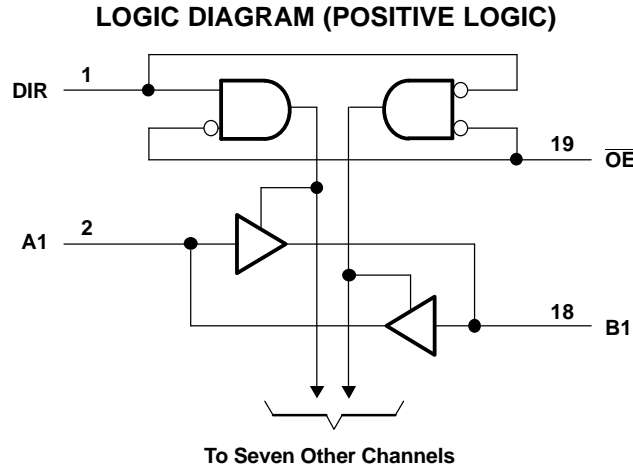 LOGIC DIAGRAM (POSITIVE LOGIC)
DIR 1
19 OE
A1 2
18 B1
To Seven Other Channels